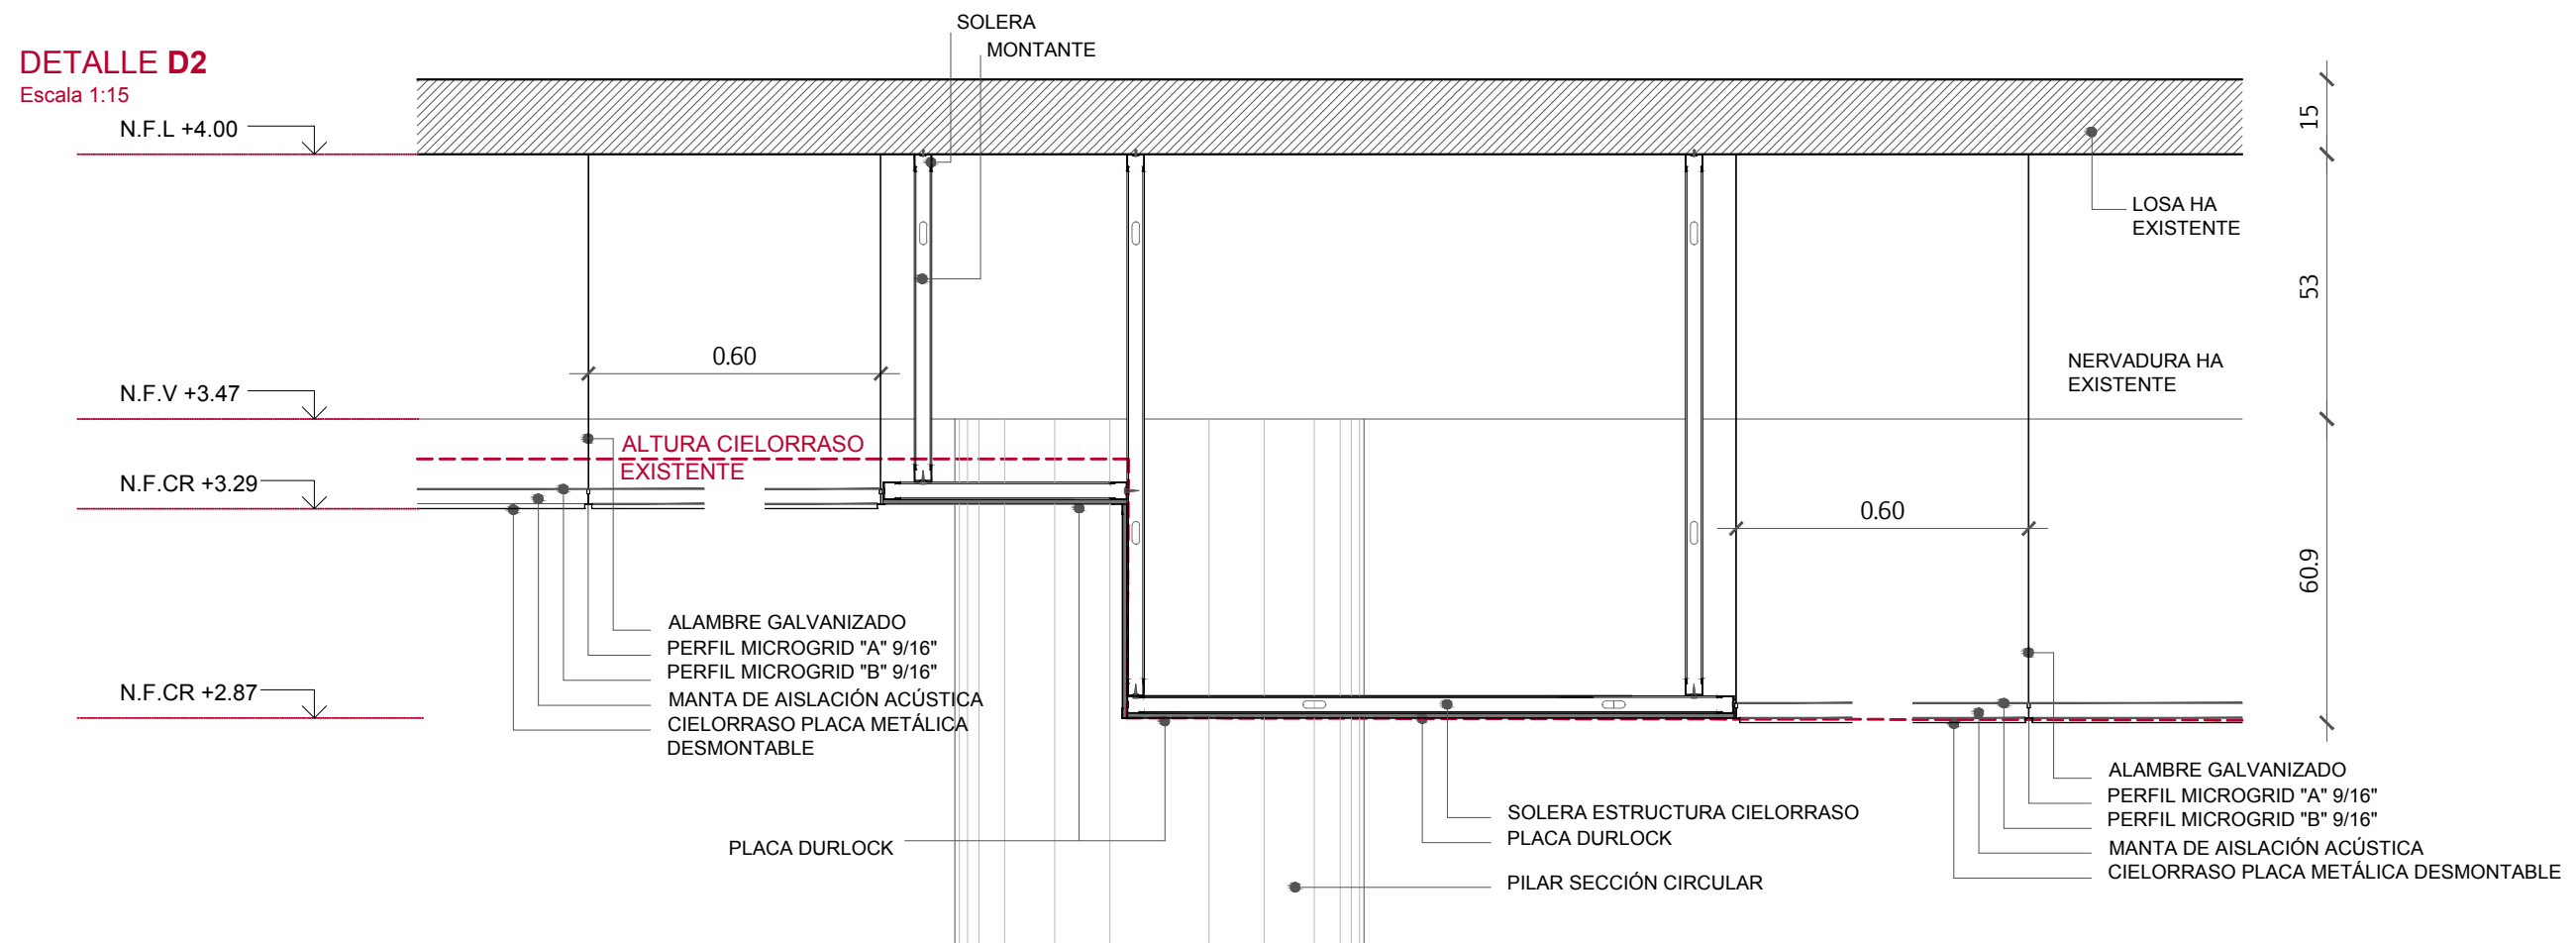 SOLERA
MONTANTE
DETALLE D2
Escala 1:15
N.F.L +4.00
15
LOSA HA
EXISTENTE
53
0.60
NERVADURA HA
EXISTENTE
N.F.V +3.47
ALTURA CIELORRASO
EXISTENTE
N.F.CR +3.29
0.60
60.9
ALAMBRE GALVANIZADO
PERFIL MICROGRID "A" 9/16"
PERFIL MICROGRID "B" 9/16"
MANTA DE AISLACIÓN ACÚSTICA
CIELORRASO PLACA METÁLICA
DESMONTABLE
N.F.CR +2.87
ALAMBRE GALVANIZADO
PERFIL MICROGRID "A" 9/16"
PERFIL MICROGRID "B" 9/16"
MANTA DE AISLACIÓN ACÚSTICA
CIELORRASO PLACA METÁLICA DESMONTABLE
SOLERA ESTRUCTURA CIELORRASO
PLACA DURLOCK
PLACA DURLOCK
PILAR SECCIÓN CIRCULAR